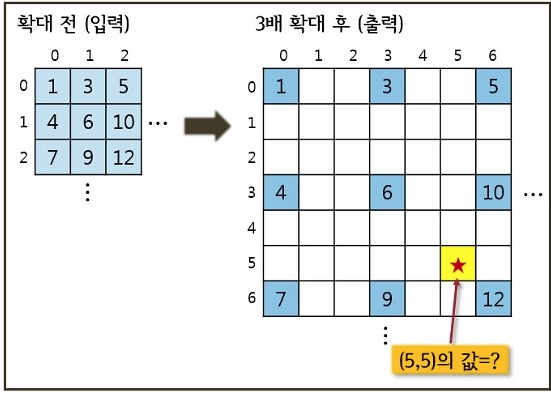 확대 전 (입력)
0 1 2
0 1 3 5
1 4 6 10 ⋯
2 7 9 12
⋮
3배 확대 후 (출력)
0 1 2 3 4 5 6
0 1 3 5
1
2
3 4 6 10 ⋯
4
5 ★
6 7 9 12
⋮
(5,5)의 값=?